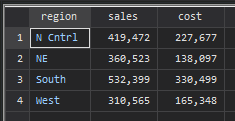 region sales cost
1 N Cntrl 419,472 227,677
2 NE 360,523 138,097
3 South 532,399 330,499
4 West 310,565 165,348